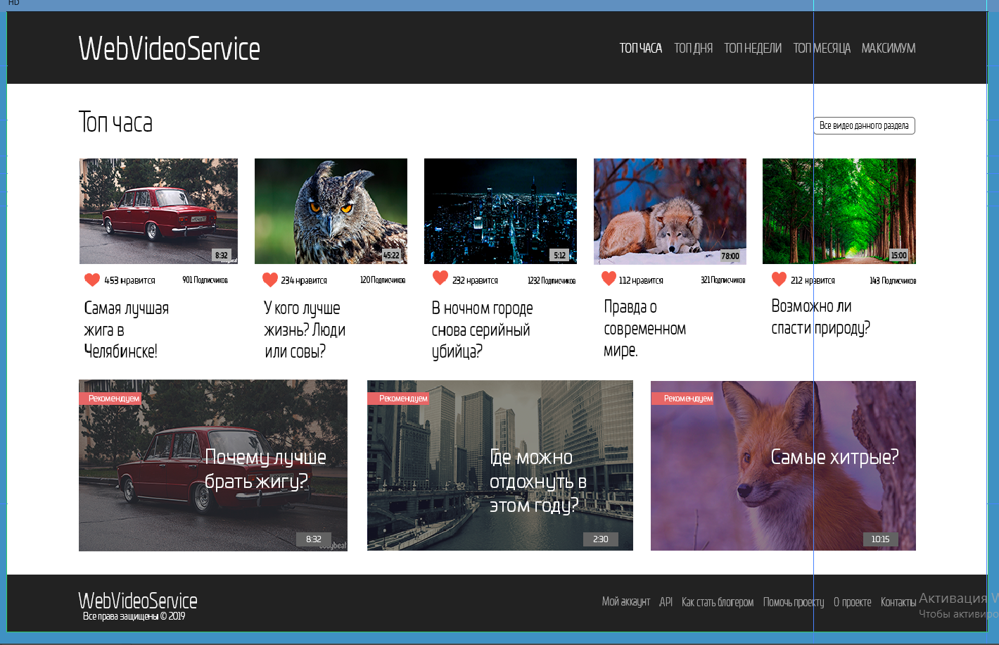 HD
WebVideoService
ТОП ЧАСА ТОП ДНЯ ТОП НЕДЕЛИ ТОП МЕСЯЦА МАКСИМУМ
Топ часа
Все видео данного раздела
8:32
45:22
5:12
78:00
15:00
453 нравится 901 Подписчиков
234 нравится 120 Подписчиков
232 нравится 1232 Подписчиков
112 нравится 321 Подписчиков
212 нравится 143 Подписчиков
Самая лучшая
жига в
Челябинске!
У кого лучше
жизнь? Люди
или совы?
В ночном городе
снова серийный
убийца?
Правда о
современном
мире.
Возможно ли
спасти природу?
Рекомендуем
Почему лучше
брать жигу?
8:32
Рекомендуем
Где можно
отдохнуть в
этом году?
2:30
Рекомендуем
Самые хитрые?
10:15
WebVideoService
Все права защищены © 2019
Мой аккаунт API Как стать блогером Помочь проекту О проекте Контакты
Активация W
Чтобы активиро